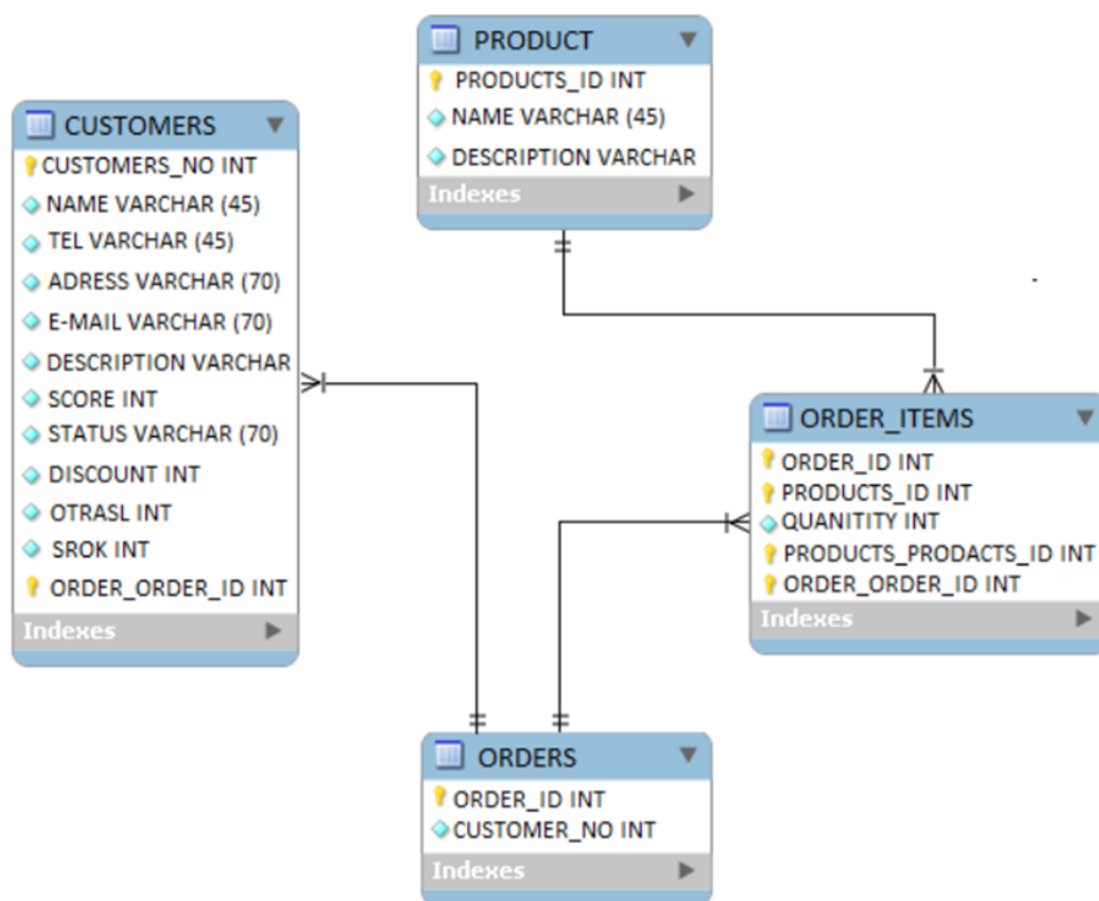 PRODUCT
PRODUCTS_ID INT
NAME VARCHAR (45)
DESCRIPTION VARCHAR
Indexes
CUSTOMERS
CUSTOMERS_NO INT
NAME VARCHAR (45)
TEL VARCHAR (45)
ADRESS VARCHAR (70)
E-MAIL VARCHAR (70)
DESCRIPTION VARCHAR
SCORE INT
STATUS VARCHAR (70)
DISCOUNT INT
OTRASL INT
SROK INT
ORDER_ORDER_ID INT
Indexes
ORDER_ITEMS
ORDER_ID INT
PRODUCTS_ID INT
QUANITITY INT
PRODUCTS_PRODACTS_ID INT
ORDER_ORDER_ID INT
Indexes
ORDERS
ORDER_ID INT
CUSTOMER_NO INT
Indexes